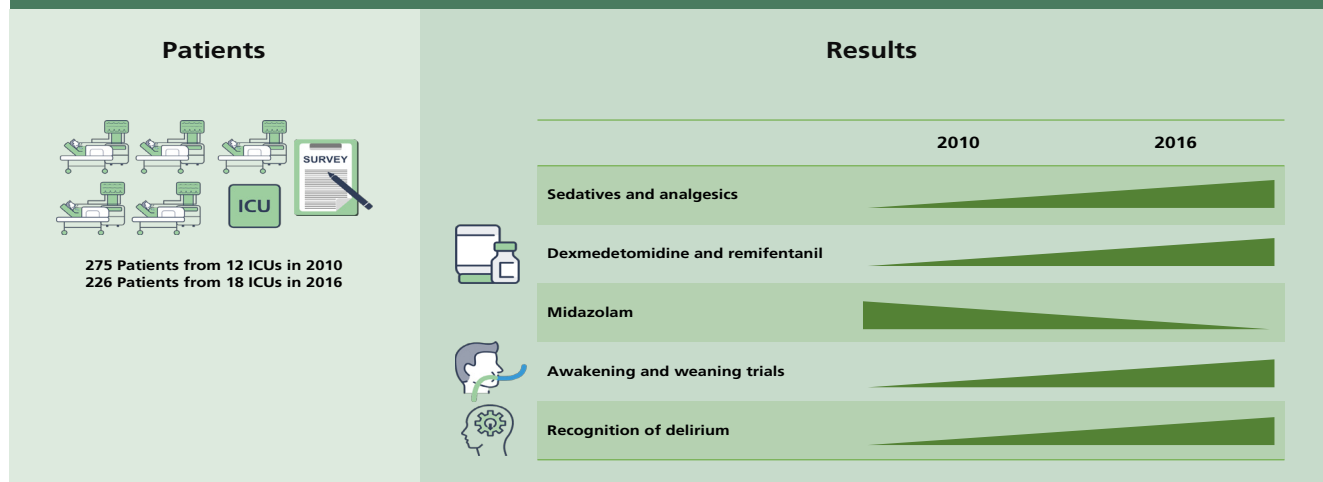 Patients
SURVEY
ICU
275 Patients from 12 ICUs in 2010
226 Patients from 18 ICUs in 2016
Results
2010 2016
Sedatives and analgesics
Dexmedetomidine and remifentanil
C
Midazolam
Awakening and weaning trials
Recognition of delirium